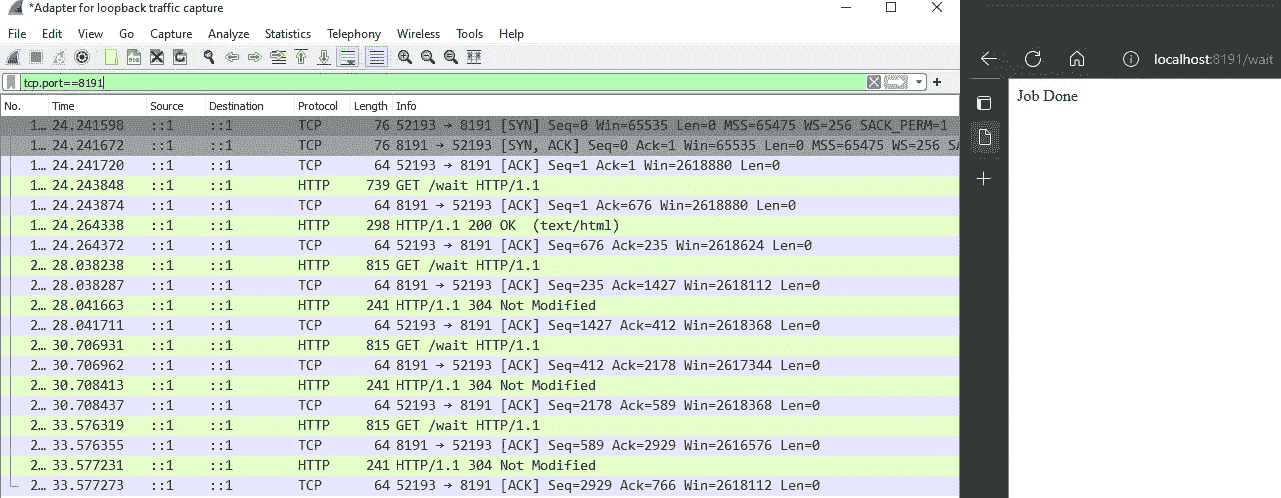 *Adapter for loopback traffic capture
File Edit View Go Capture Analyze Statistics Telephony Wireless Tools Help
tcp.port==8191
No. Time Source Destination Protocol Length Info
1… 24.241598 ::1 ::1 TCP 76 52193 → 8191 [SYN] Seq=0 Win=65535 Len=0 MSS=65475 WS=256 SACK_PERM=1
1… 24.241672 ::1 ::1 TCP 76 8191 → 52193 [SYN, ACK] Seq=0 Ack=1 Win=65535 Len=0 MSS=65475 WS=256 SA
1… 24.241720 ::1 ::1 TCP 64 52193 → 8191 [ACK] Seq=1 Ack=1 Win=2618880 Len=0
1… 24.243848 ::1 ::1 HTTP 739 GET /wait HTTP/1.1
1… 24.243874 ::1 ::1 TCP 64 8191 → 52193 [ACK] Seq=1 Ack=676 Win=2618880 Len=0
1… 24.264338 ::1 ::1 HTTP 298 HTTP/1.1 200 OK (text/html)
1… 24.264372 ::1 ::1 TCP 64 52193 → 8191 [ACK] Seq=676 Ack=235 Win=2618624 Len=0
2… 28.038238 ::1 ::1 HTTP 815 GET /wait HTTP/1.1
2… 28.038287 ::1 ::1 TCP 64 8191 → 52193 [ACK] Seq=235 Ack=1427 Win=2618112 Len=0
2… 28.041663 ::1 ::1 HTTP 241 HTTP/1.1 304 Not Modified
2… 28.041711 ::1 ::1 TCP 64 52193 → 8191 [ACK] Seq=1427 Ack=412 Win=2618368 Len=0
2… 30.706931 ::1 ::1 HTTP 815 GET /wait HTTP/1.1
2… 30.706962 ::1 ::1 TCP 64 8191 → 52193 [ACK] Seq=412 Ack=2178 Win=2617344 Len=0
2… 30.708413 ::1 ::1 HTTP 241 HTTP/1.1 304 Not Modified
2… 30.708437 ::1 ::1 TCP 64 52193 → 8191 [ACK] Seq=2178 Ack=589 Win=2618368 Len=0
2… 33.576319 ::1 ::1 HTTP 815 GET /wait HTTP/1.1
2… 33.576355 ::1 ::1 TCP 64 8191 → 52193 [ACK] Seq=589 Ack=2929 Win=2616576 Len=0
2… 33.577231 ::1 ::1 HTTP 241 HTTP/1.1 304 Not Modified
2… 33.577273 ::1 ::1 TCP 64 52193 → 8191 [ACK] Seq=2929 Ack=766 Win=2618112 Len=0
localhost:8191/wait
Job Done